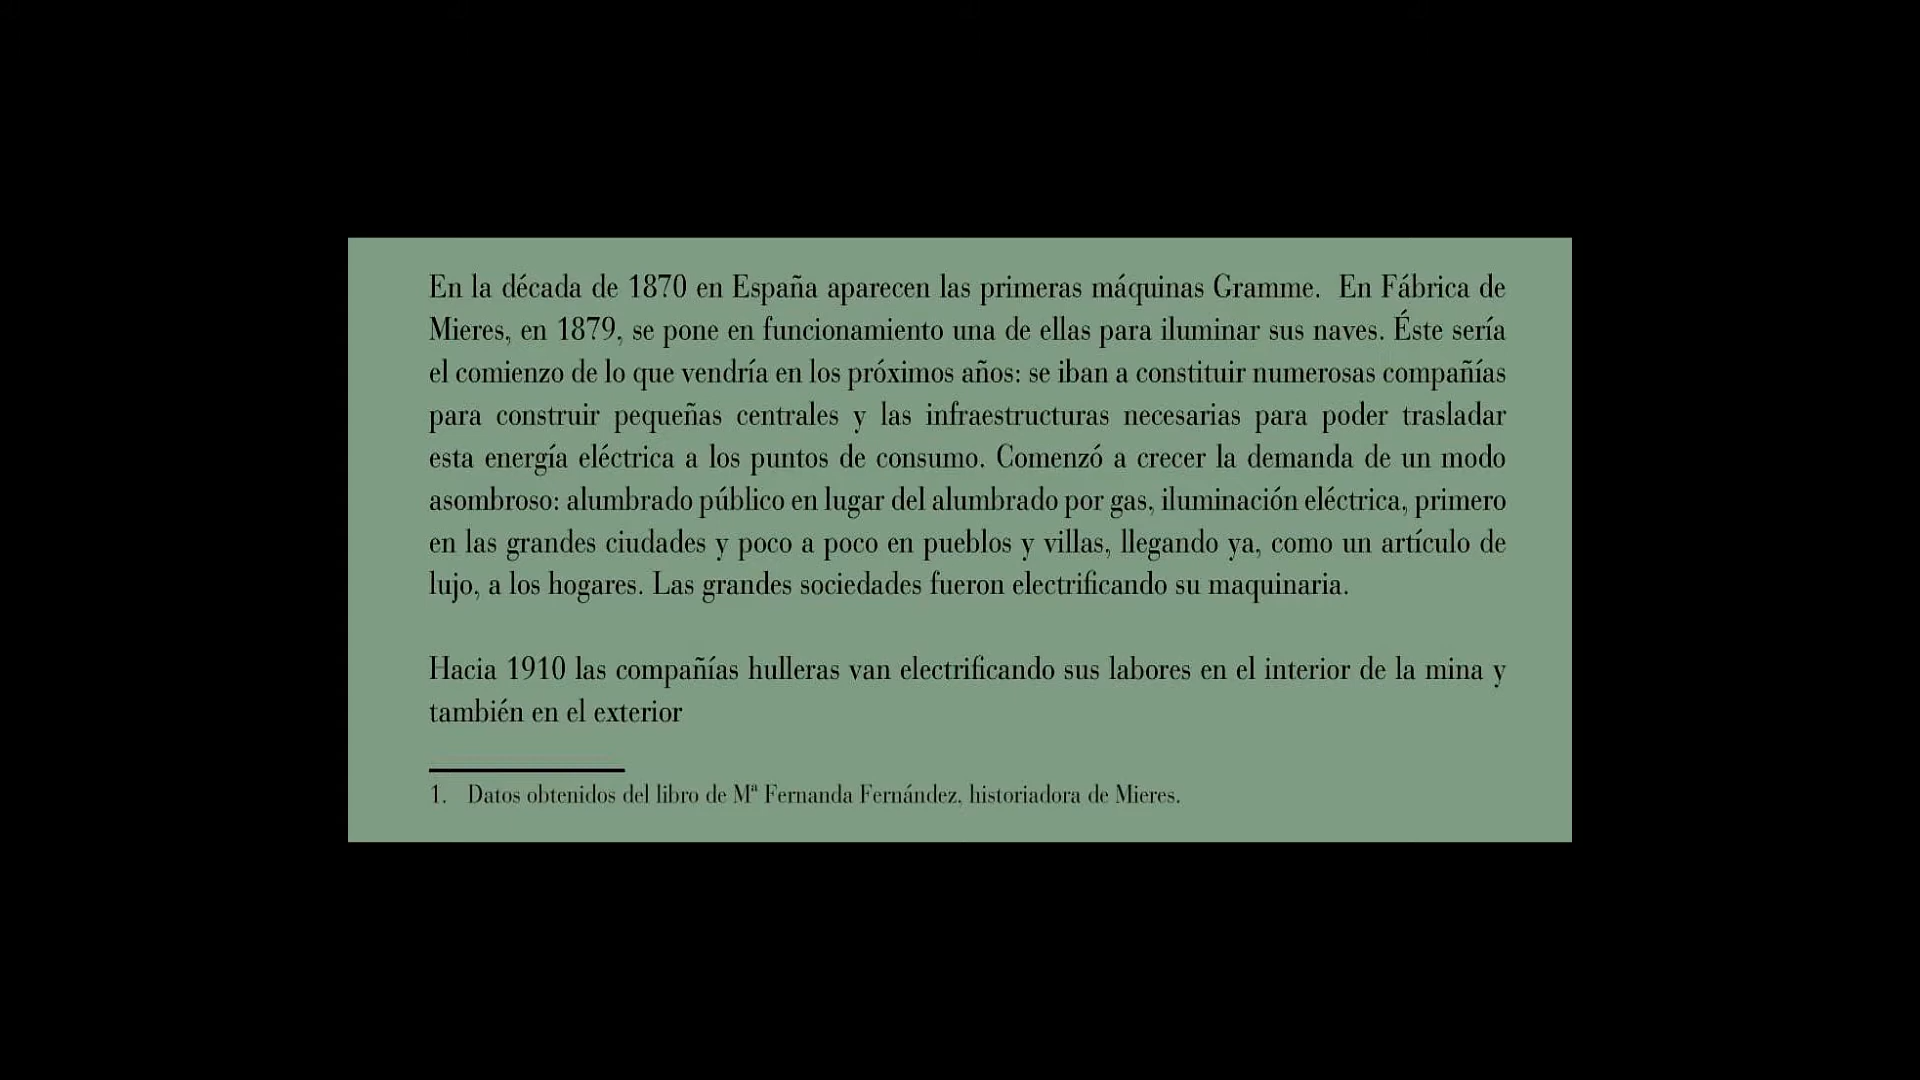 En la década de 1870 en España aparecen las primeras máquinas Gramme.  En Fábrica de
Mieres, en 1879, se pone en funcionamiento una de ellas para iluminar sus naves. Éste sería
el comienzo de lo que vendría en los próximos años: se iban a constituir numerosas compañías
para construir pequeñas centrales y las infraestructuras necesarias para poder trasladar
esta energía eléctrica a los puntos de consumo. Comenzó a crecer la demanda de un modo
asombroso: alumbrado público en lugar del alumbrado por gas, iluminación eléctrica, primero
en las grandes ciudades y poco a poco en pueblos y villas, llegando ya, como un artículo de
lujo, a los hogares. Las grandes sociedades fueron electrificando su maquinaria.
Hacia 1910 las compañías hulleras van electrificando sus labores en el interior de la mina y
también en el exterior
1. Datos obtenidos del libro de Mª Fernanda Fernández, historiadora de Mieres.